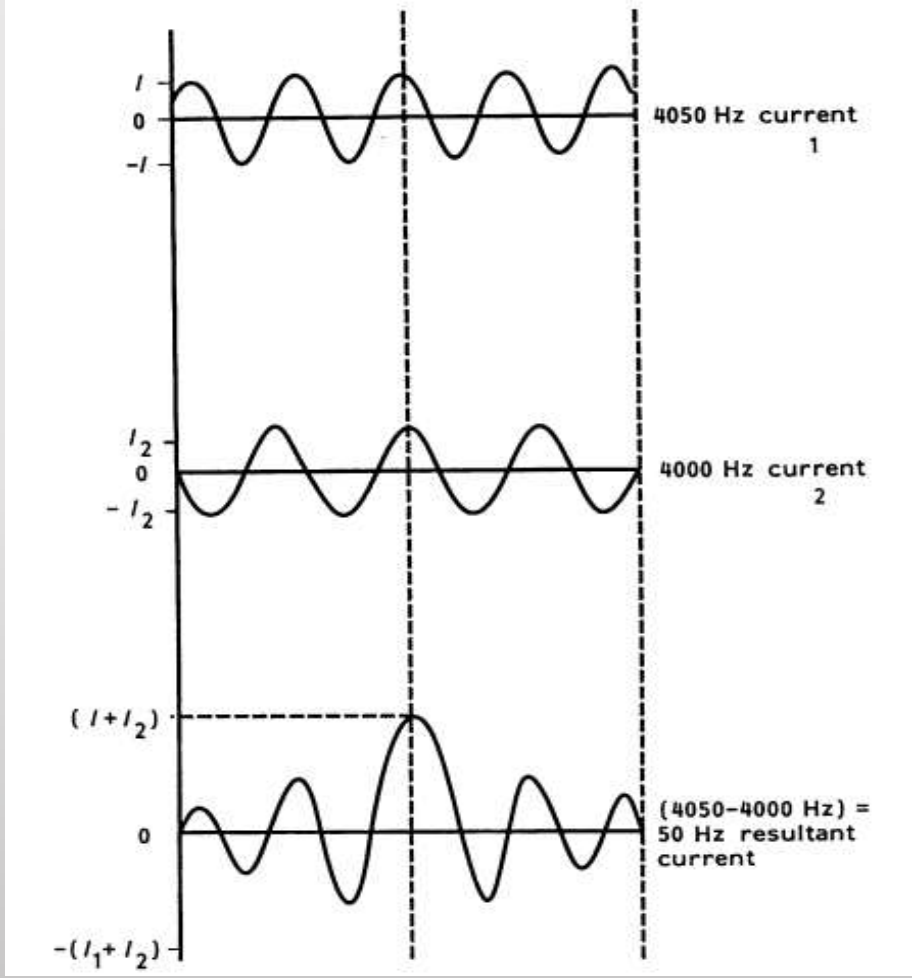 I
0
-I
4050 Hz current
1
I2
0
- I2
4000 Hz current
2
( I+I2)
0
-(I1+ I2)
(4050-4000 Hz) =
50 Hz resultant
current